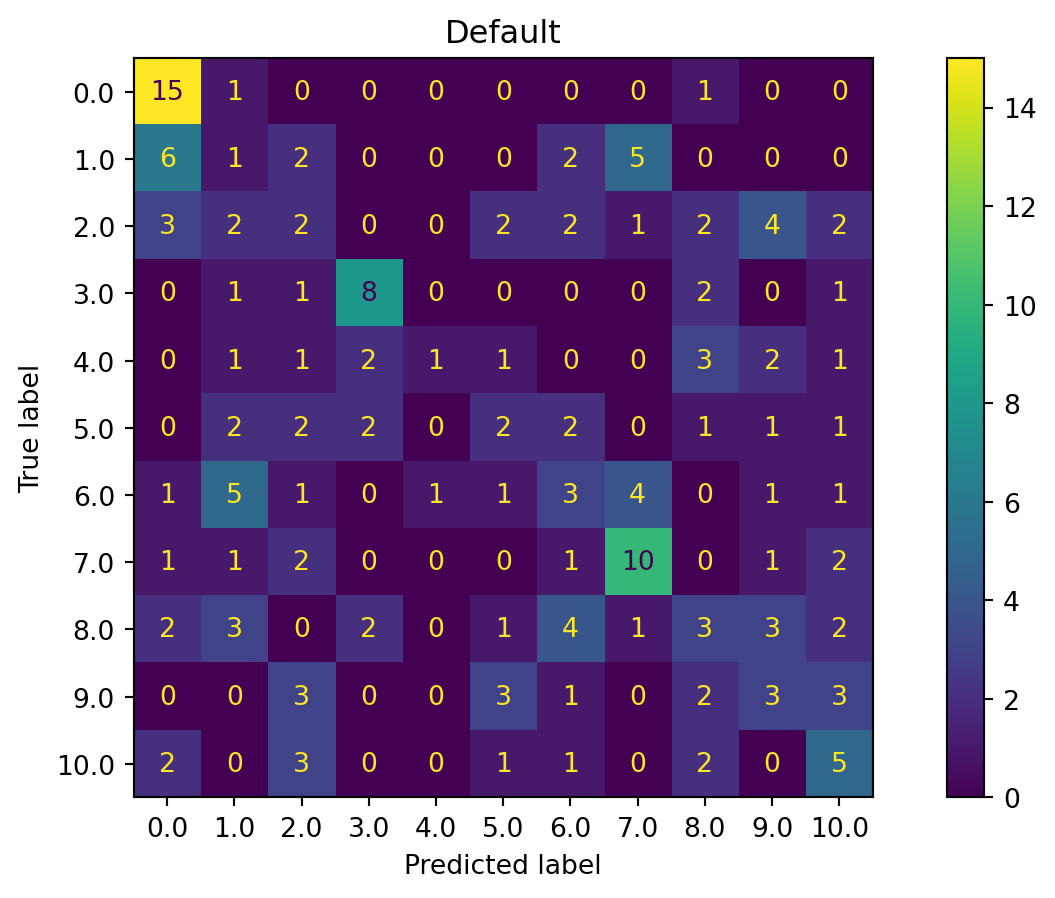 Default
0.0 15 1 0 0 0 0 0 0 1 0 0
1.0 6 1 2 0 0 0 2 5 0 0 0
2.0 3 2 2 0 0 2 2 1 2 4 2
3.0 0 1 1 8 0 0 0 0 2 0 1
4.0 0 1 1 2 1 1 0 0 3 2 1
5.0 0 2 2 2 0 2 2 0 1 1 1
6.0 1 5 1 0 1 1 3 4 0 1 1
7.0 1 1 2 0 0 0 1 10 0 1 2
8.0 2 3 0 2 0 1 4 1 3 3 2
9.0 0 0 3 0 0 3 1 0 2 3 3
10.0 2 0 3 0 0 1 1 0 2 0 5
0.0 1.0 2.0 3.0 4.0 5.0 6.0 7.0 8.0 9.0 10.0
Predicted label
True label
14
12
10
8
6
4
2
0